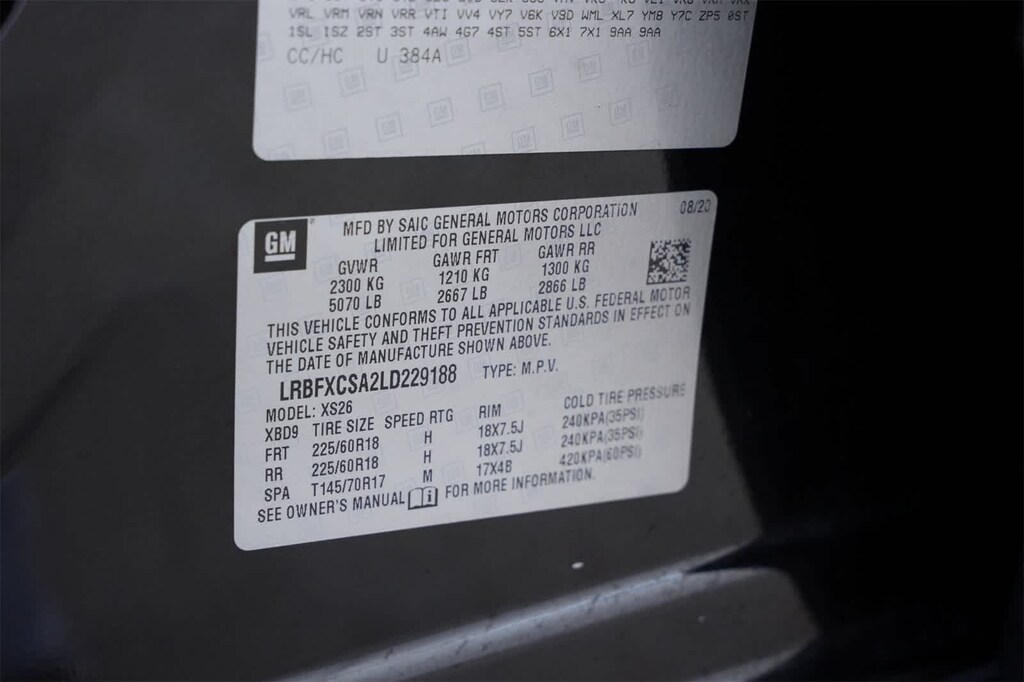 VRL VRM VRN VRR VTI VV4 VY7 V6K V9D WML XL7 YM8 Y7C ZP5 0ST
1SL 1SZ 2ST 3ST 4AW 4G7 4ST 5ST 6X1 7X1 9AA 9AA
CC/HC U 384A
GM
MFD BY SAIC GENERAL MOTORS CORPORATION 08/20
LIMITED FOR GENERAL MOTORS LLC
GVWR GAWR FRT GAWR RR
2300 KG 1210 KG 1300 KG
5070 LB 2667 LB 2866 LB
THIS VEHICLE CONFORMS TO ALL APPLICABLE U.S. FEDERAL MOTOR
VEHICLE SAFETY AND THEFT PREVENTION STANDARDS IN EFFECT ON
THE DATE OF MANUFACTURE SHOWN ABOVE.
LRBFXCSA2LD229188 TYPE: M.P.V.
MODEL: XS26
XBD9 TIRE SIZE SPEED RTG RIM COLD TIRE PRESSURE
FRT 225/60R18 H 18X7.5J 240KPA(35PSI)
RR 225/60R18 H 18X7.5J 240KPA(35PSI)
SPA T145/70R17 M 17X4B 420KPA(60PSI)
SEE OWNER'S MANUAL FOR MORE INFORMATION.